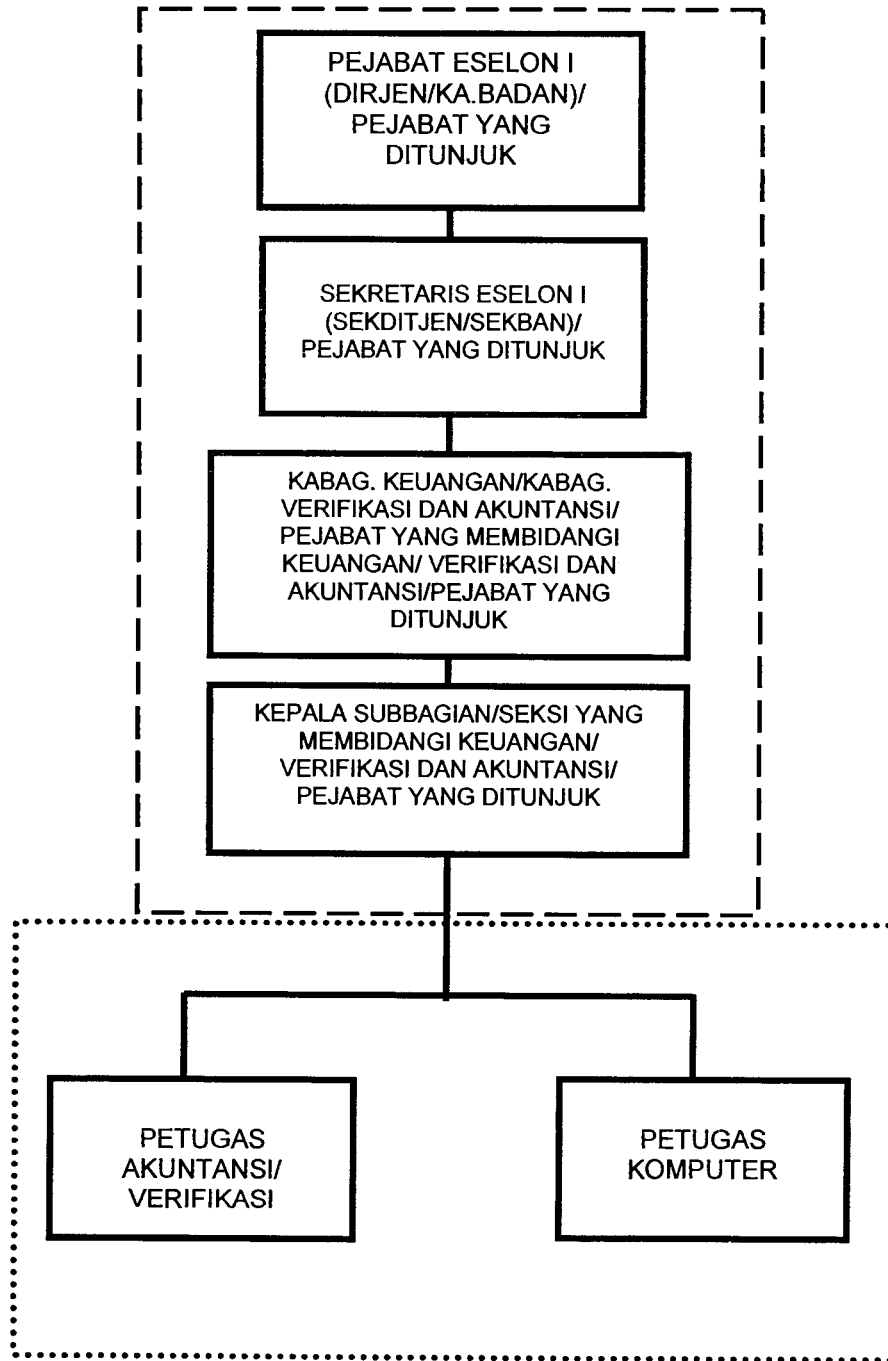 PEJABAT ESELON I
(DIRJEN/KA.BADAN)/
PEJABAT YANG
DITUNJUK
SEKRETARIS ESELON I
(SEKDITJEN/SEKBAN)/
PEJABAT YANG DITUNJUK
KABAG. KEUANGAN/KABAG.
VERIFIKASI DAN AKUNTANSI/
PEJABAT YANG MEMBIDANGI
KEUANGAN/ VERIFIKASI DAN
AKUNTANSI/PEJABAT YANG
DITUNJUK
KEPALA SUBBAGIAN/SEKSI YANG
MEMBIDANGI KEUANGAN/
VERIFIKASI DAN AKUNTANSI/
PEJABAT YANG DITUNJUK
PETUGAS
AKUNTANSI/
VERIFIKASI
PETUGAS
KOMPUTER